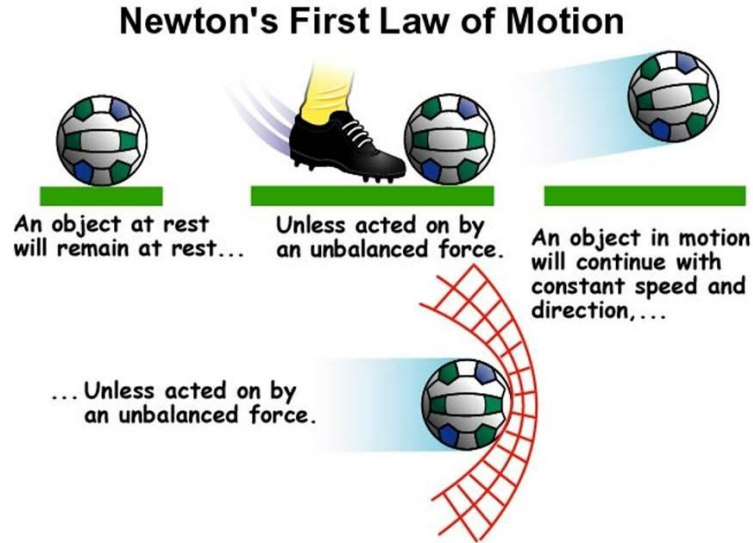 Newton's First Law of Motion
An object at rest
will remain at rest...
Unless acted on by
an unbalanced force.
An object in motion
will continue with
constant speed and
direction,...
...Unless acted on by
an unbalanced force.